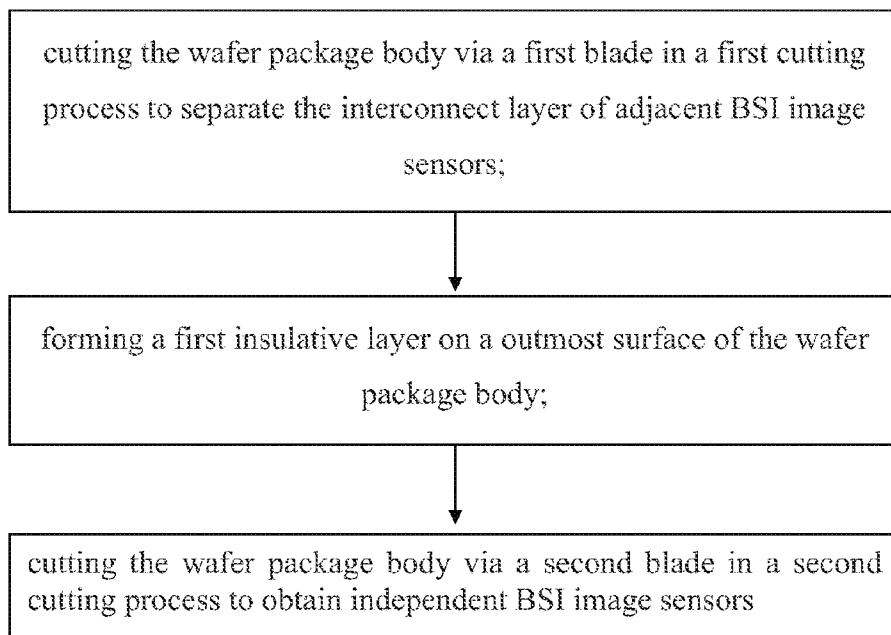 cutting the wafer package body via a first blade in a first cutting
process to separate the interconnect layer of adjacent BSI image
sensors;
forming a first insulative layer on a outmost surface of the wafer
package body;
cutting the wafer package body via a second blade in a second
cutting process to obtain independent BSI image sensors